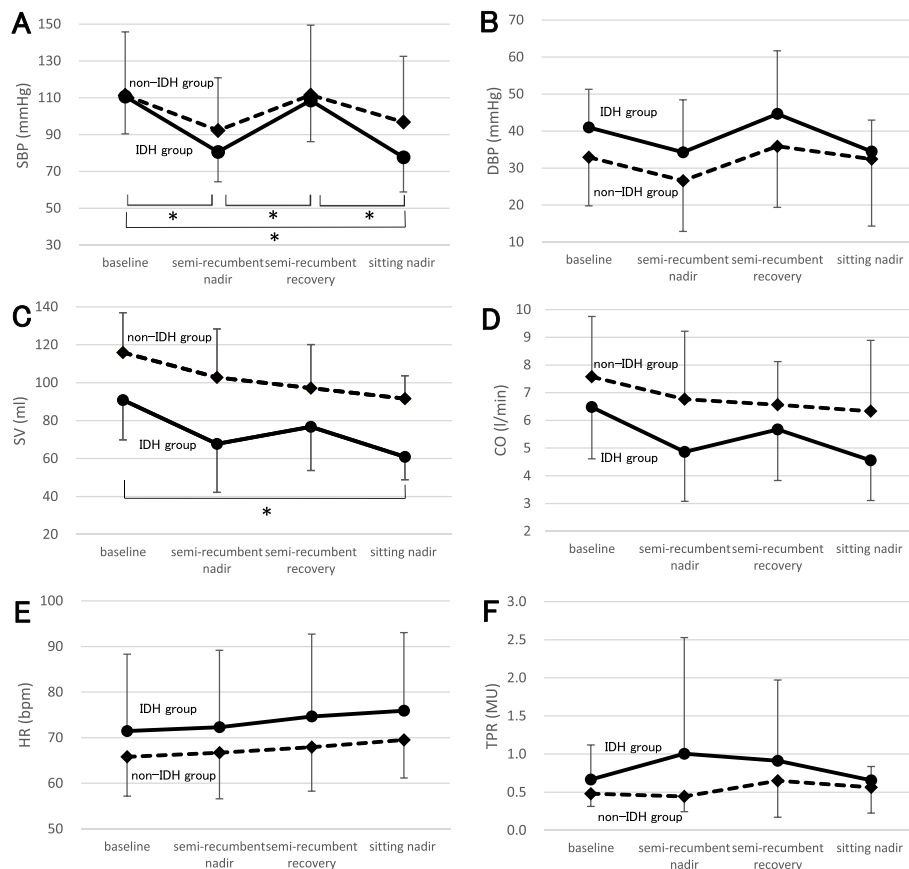 A
SBP (mmHg)
150
130
110
90
70
50
30
non-IDH group
IDH group
*
*
*
*
baseline
semi-recumbent
nadir
semi-recumbent
recovery
sitting nadir
B
DBP (mmHg)
70
60
50
40
30
20
10
IDH group
non-IDH group
baseline
semi-recumbent
nadir
semi-recumbent
recovery
sitting nadir
C
SV (ml)
140
120
100
80
60
40
20
non-IDH group
IDH group
*
baseline
semi-recumbent
nadir
semi-recumbent
recovery
sitting nadir
D
CO (l/min)
10
9
8
7
6
5
4
3
2
non-IDH group
IDH group
baseline
semi-recumbent
nadir
semi-recumbent
recovery
sitting nadir
E
HR (bpm)
100
90
80
70
60
50
IDH group
non-IDH group
baseline
semi-recumbent
nadir
semi-recumbent
recovery
sitting nadir
F
TPR (MU)
3.0
2.5
2.0
1.5
1.0
0.5
0.0
IDH group
non-IDH group
baseline
semi-recumbent
nadir
semi-recumbent
recovery
sitting nadir